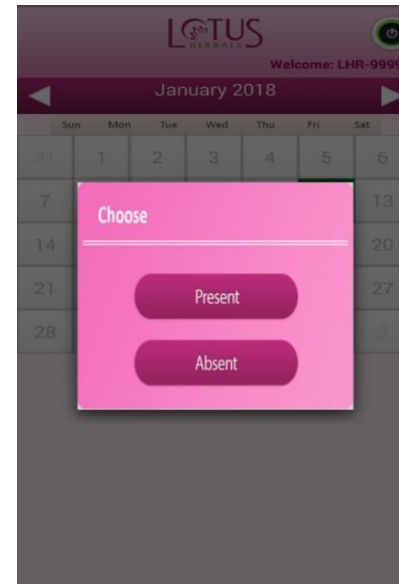 LOTUS
HERBALS
Welcome: LHR-9999
January 2018
Sun Mon Tue Wed Thu Fri Sat
31 1 2 3 4 5 6
7 13
Choose
14 20
Present
21 27
28 3
Absent